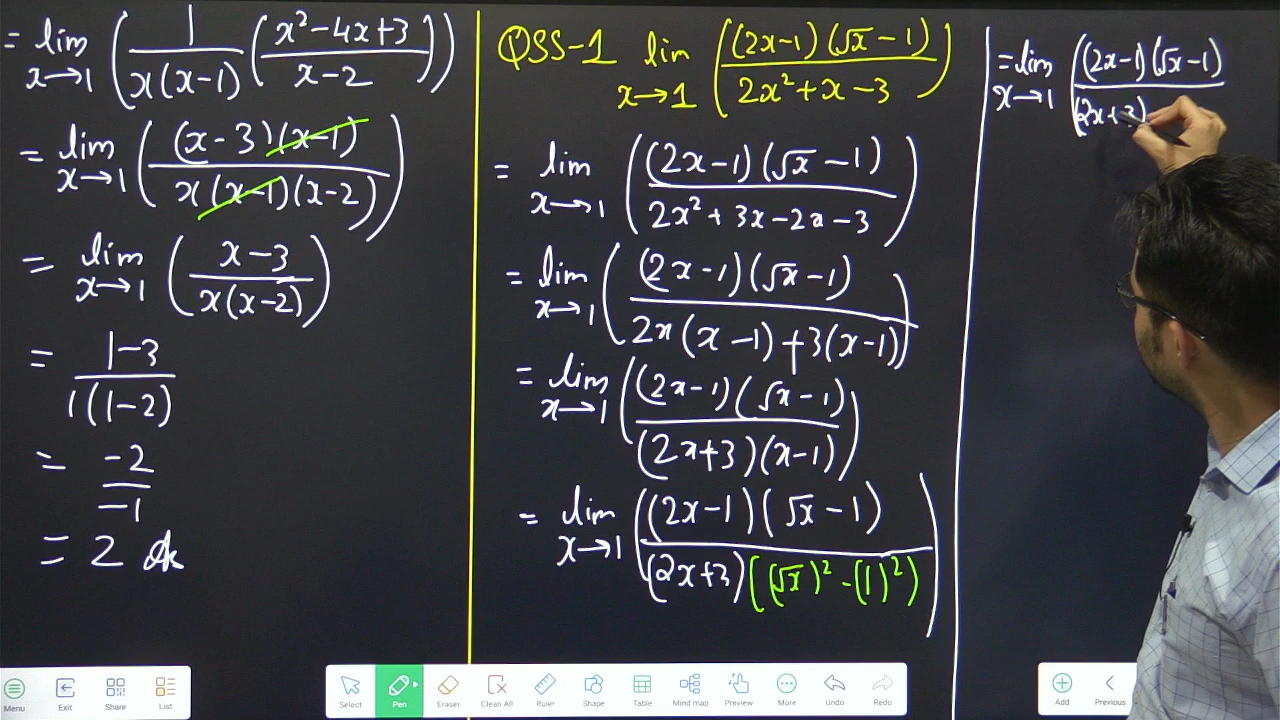 = lim x→1 (1/(x(x-1)) ((x²-4x+3)/(x-2)))
= lim x→1 ((x-3)(x-1)/(x(x-1)(x-2)))
= lim x→1 ((x-3)/(x(x-2)))
= (1-3)/(1(1-2))
= -2/-1
= 2
QSS-1 lim x→1 ((2x-1)(√x-1)/(2x²+x-3))
= lim x→1 ((2x-1)(√x-1)/(2x²+3x-2x-3))
= lim x→1 ((2x-1)(√x-1)/(2x(x-1)+3(x-1)))
= lim x→1 ((2x-1)(√x-1)/((2x+3)(x-1)))
= lim x→1 ((2x-1)(√x-1)/((2x+3)((√x)²-(1)²)))
= lim x→1 ((2x-1)(√x-1)/(2x+3)
Menu Exit Share List
Select Pen Eraser Clean All Ruler Shape Table Mind map Preview More Undo Redo
Add Previous